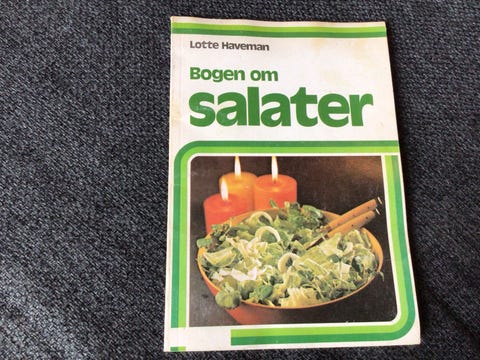 Lotte Haveman
Bogen om
salater